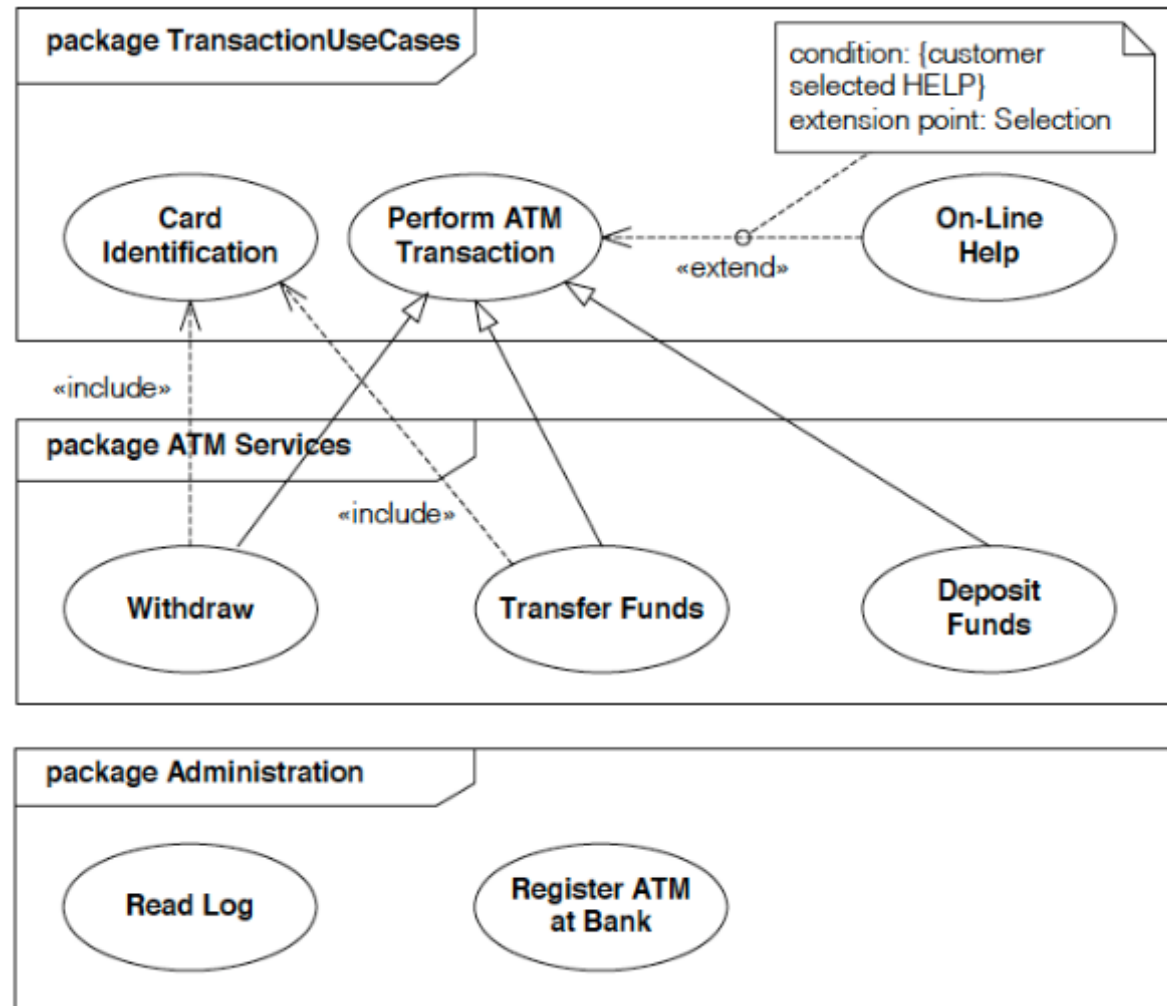 package TransactionUseCases
condition: {customer
selected HELP}
extension point: Selection
Card
Identification
Perform ATM
Transaction
On-Line
Help
«extend»
«include»
package ATM Services
«include»
Withdraw
Transfer Funds
Deposit
Funds
package Administration
Read Log
Register ATM
at Bank